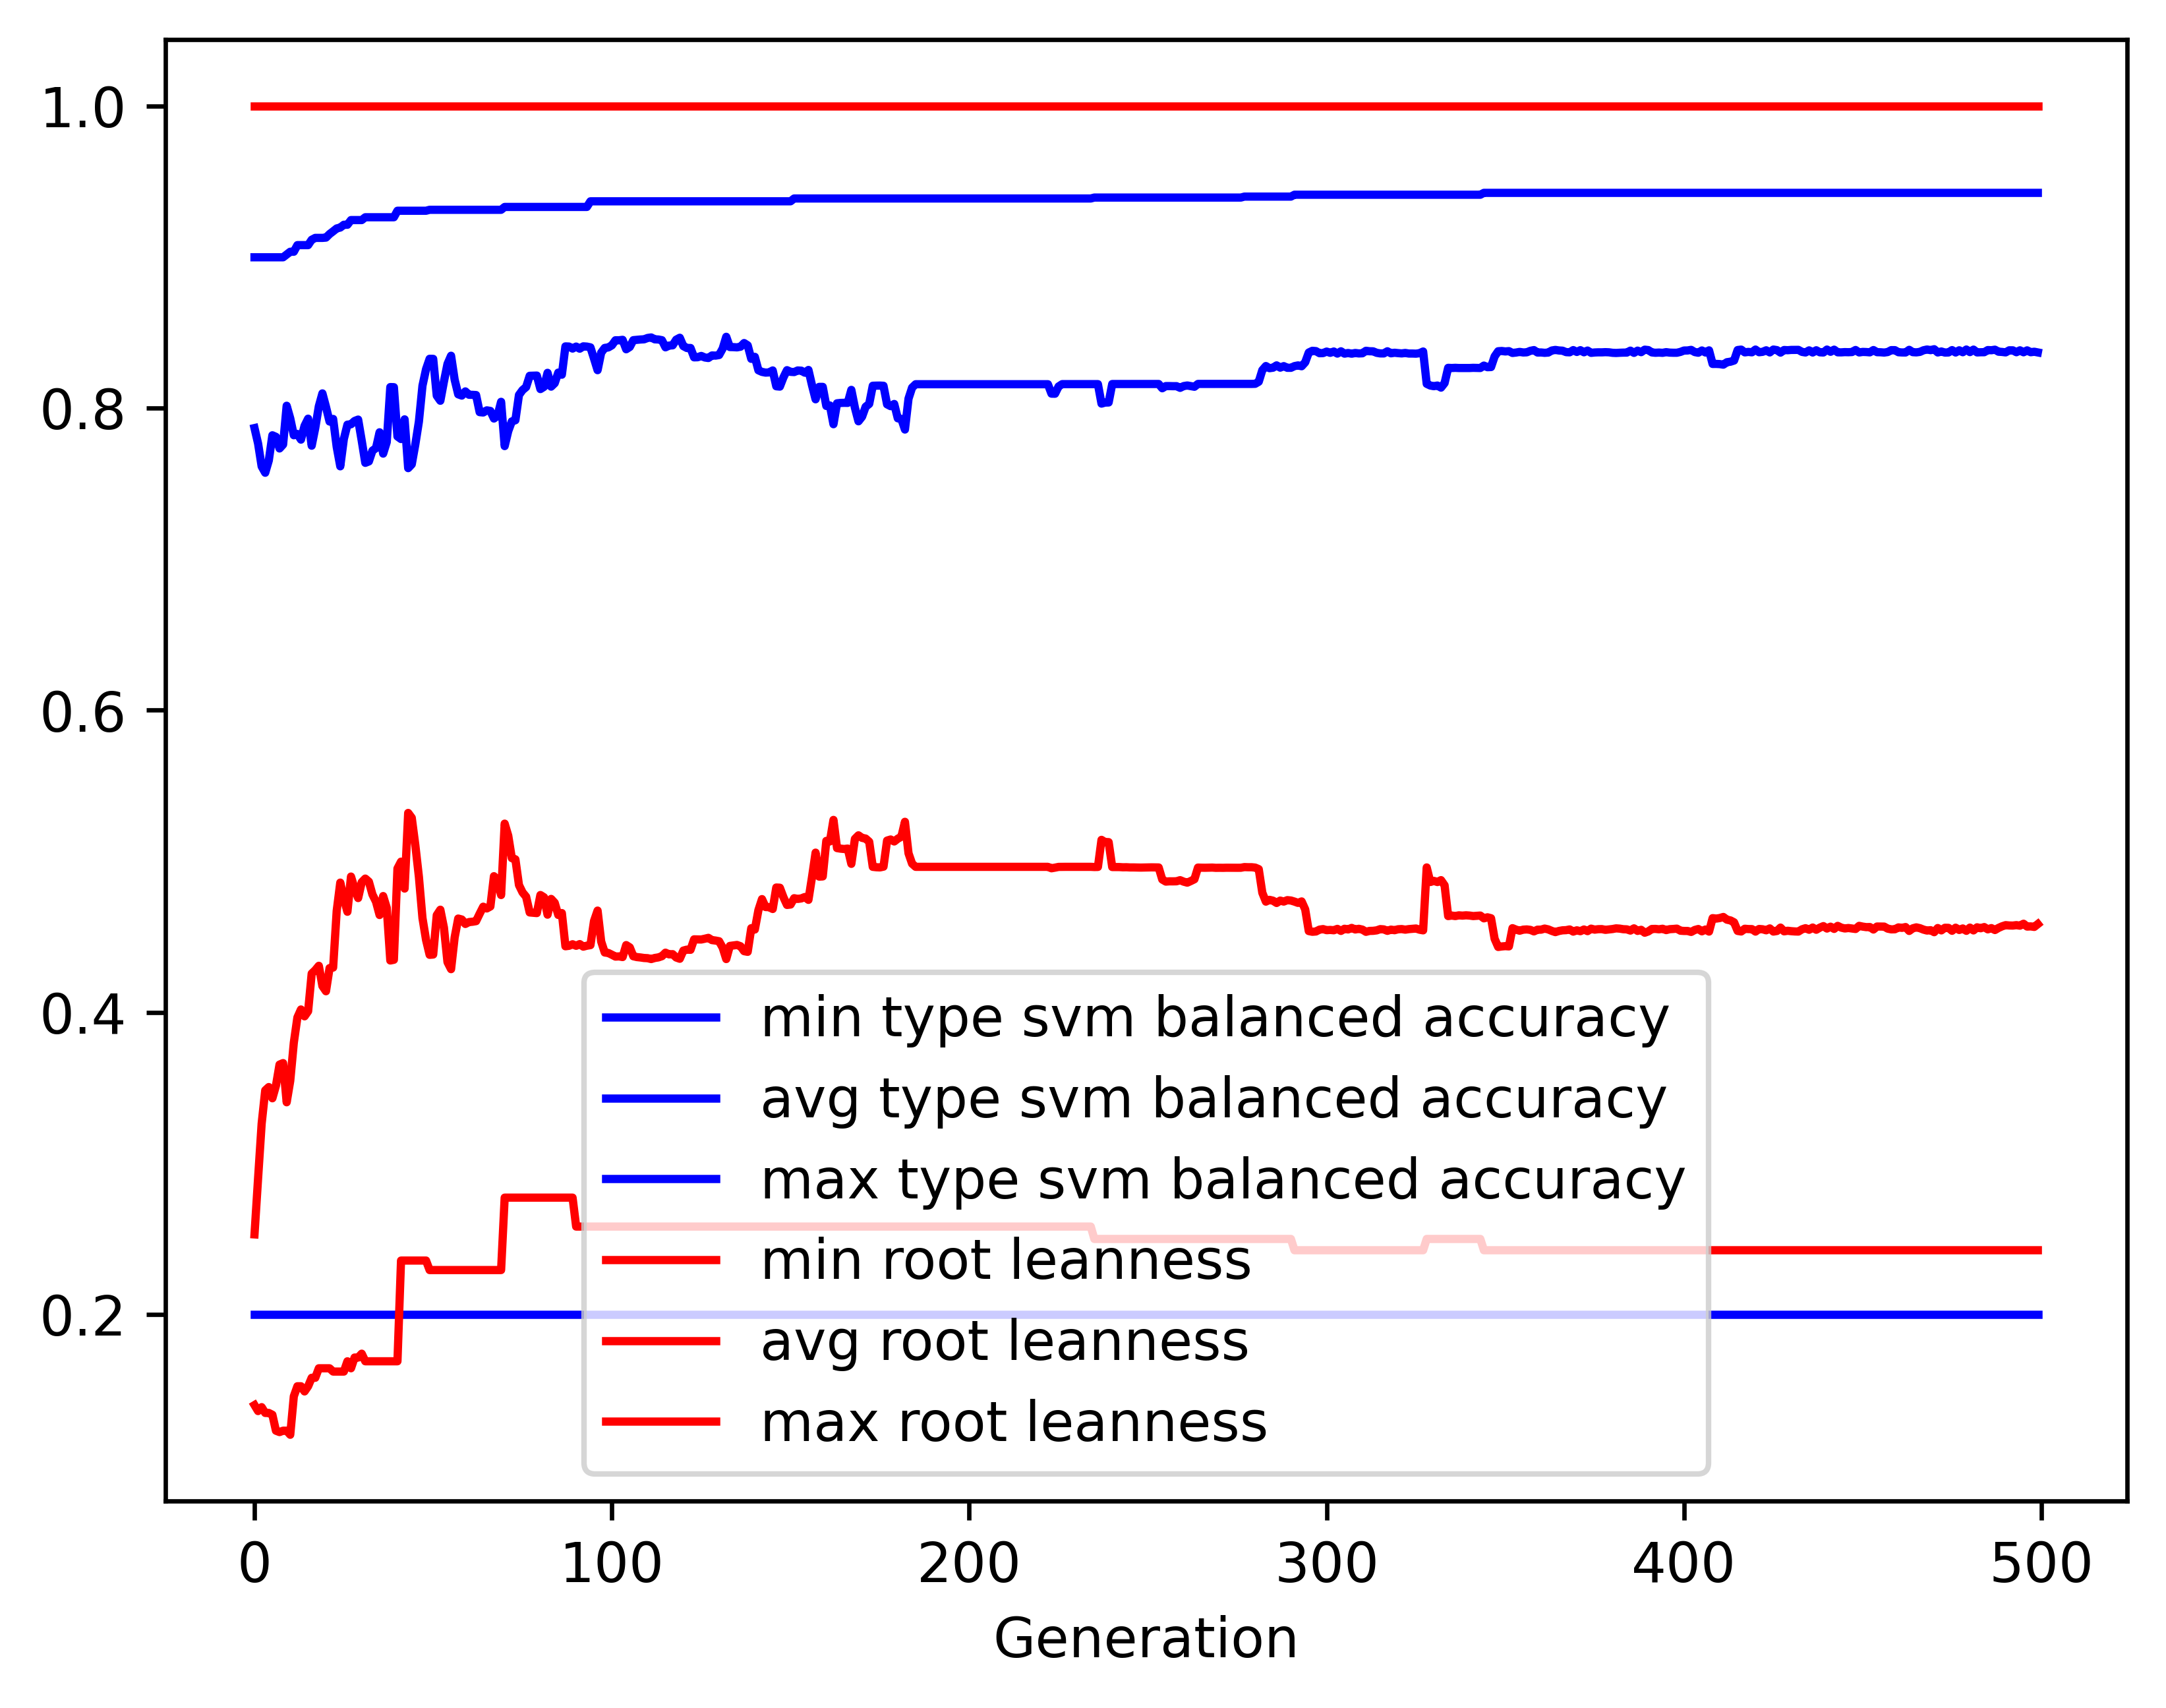 1.0
0.8
0.6
0.4
0.2
min type svm balanced accuracy
avg type svm balanced accuracy
max type svm balanced accuracy
min root leanness
avg root leanness
max root leanness
0 100 200 300 400 500
Generation